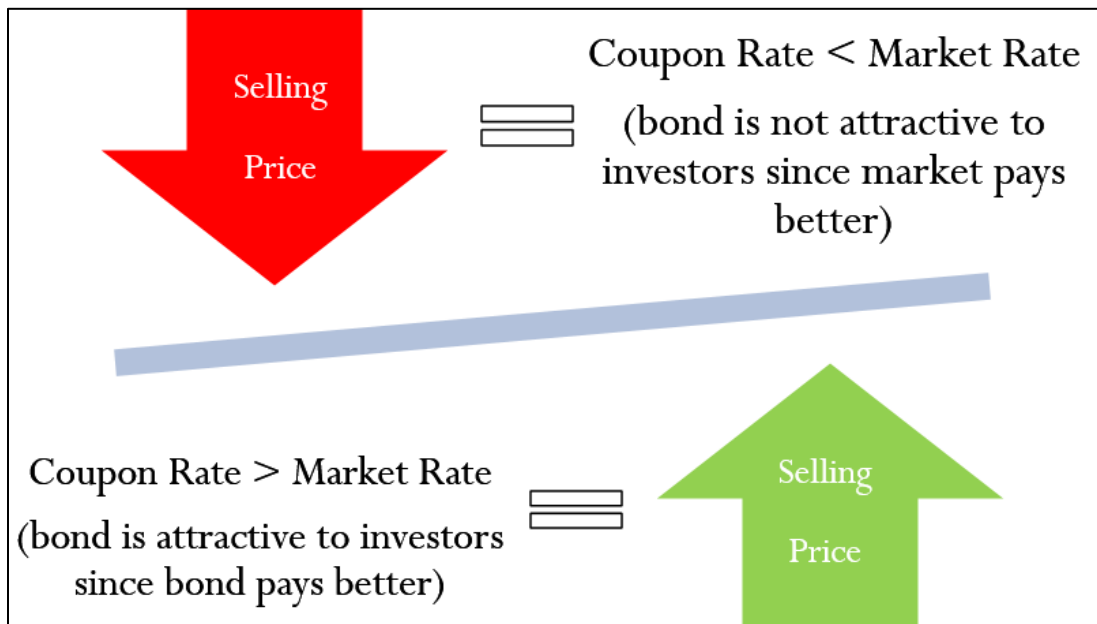 Selling
Price
Coupon Rate < Market Rate
(bond is not attractive to
investors since market pays
better)
Coupon Rate > Market Rate
(bond is attractive to investors
since bond pays better)
Selling
Price